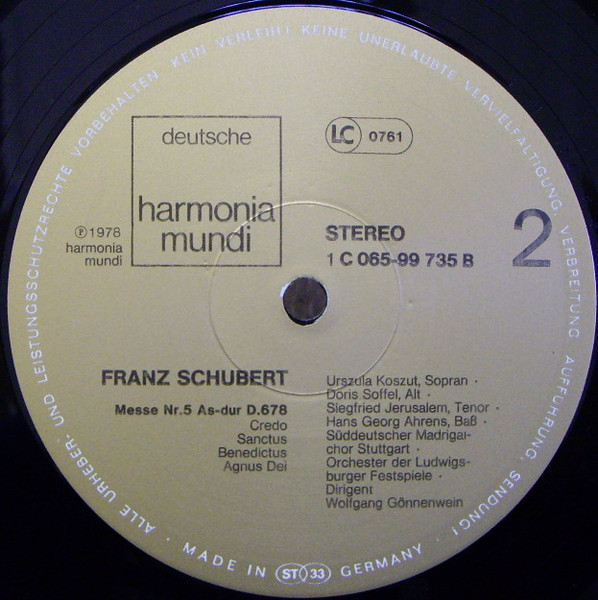 ALLE URHEBER- UND LEISTUNGSSCHUTZRECHTE VORBEHALTEN · KEIN VERLEIH! KEINE UNERLAUBTE VERVIELFÄLTIGUNG, VERBREITUNG, AUFFÜHRUNG, SENDUNG! ·
deutsche
harmonia
mundi
LC 0761
℗ 1978
harmonia
mundi
STEREO
1 C 065-99 735 B
2
FRANZ SCHUBERT
Messe Nr.5 As-dur D.678
Credo
Sanctus
Benedictus
Agnus Dei
Urszula Koszut, Sopran ·
Doris Soffel, Alt ·
Siegfried Jerusalem, Tenor ·
Hans Georg Ahrens, Baß ·
Süddeutscher Madrigal-
chor Stuttgart ·
Orchester der Ludwigs-
burger Festspiele ·
Dirigent
Wolfgang Gönnenwein
MADE IN ST 33 GERMANY ·